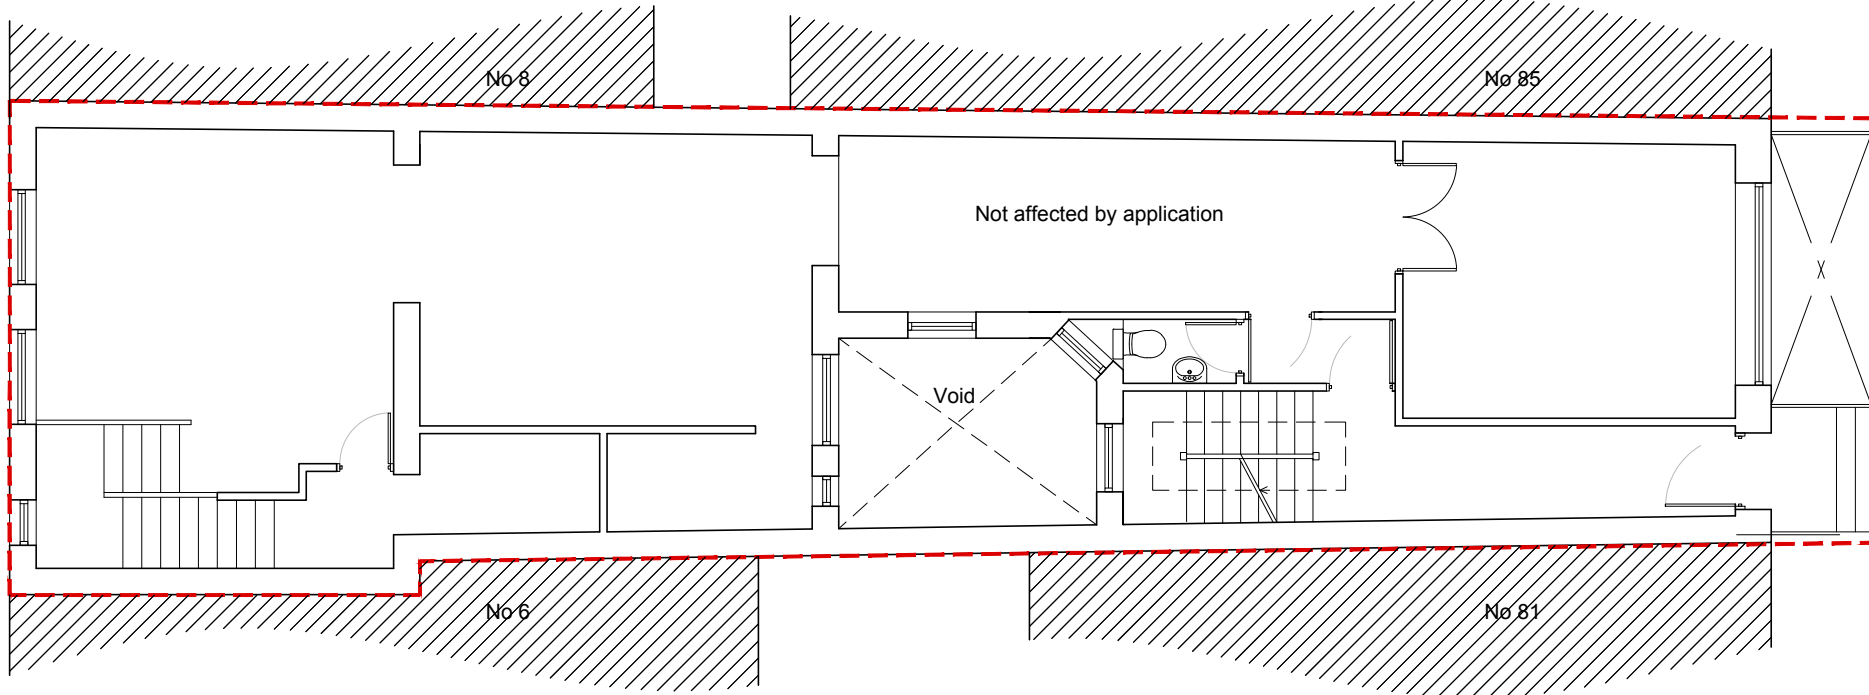 No 8
No 85
Not affected by application
Void
No 6
No 81